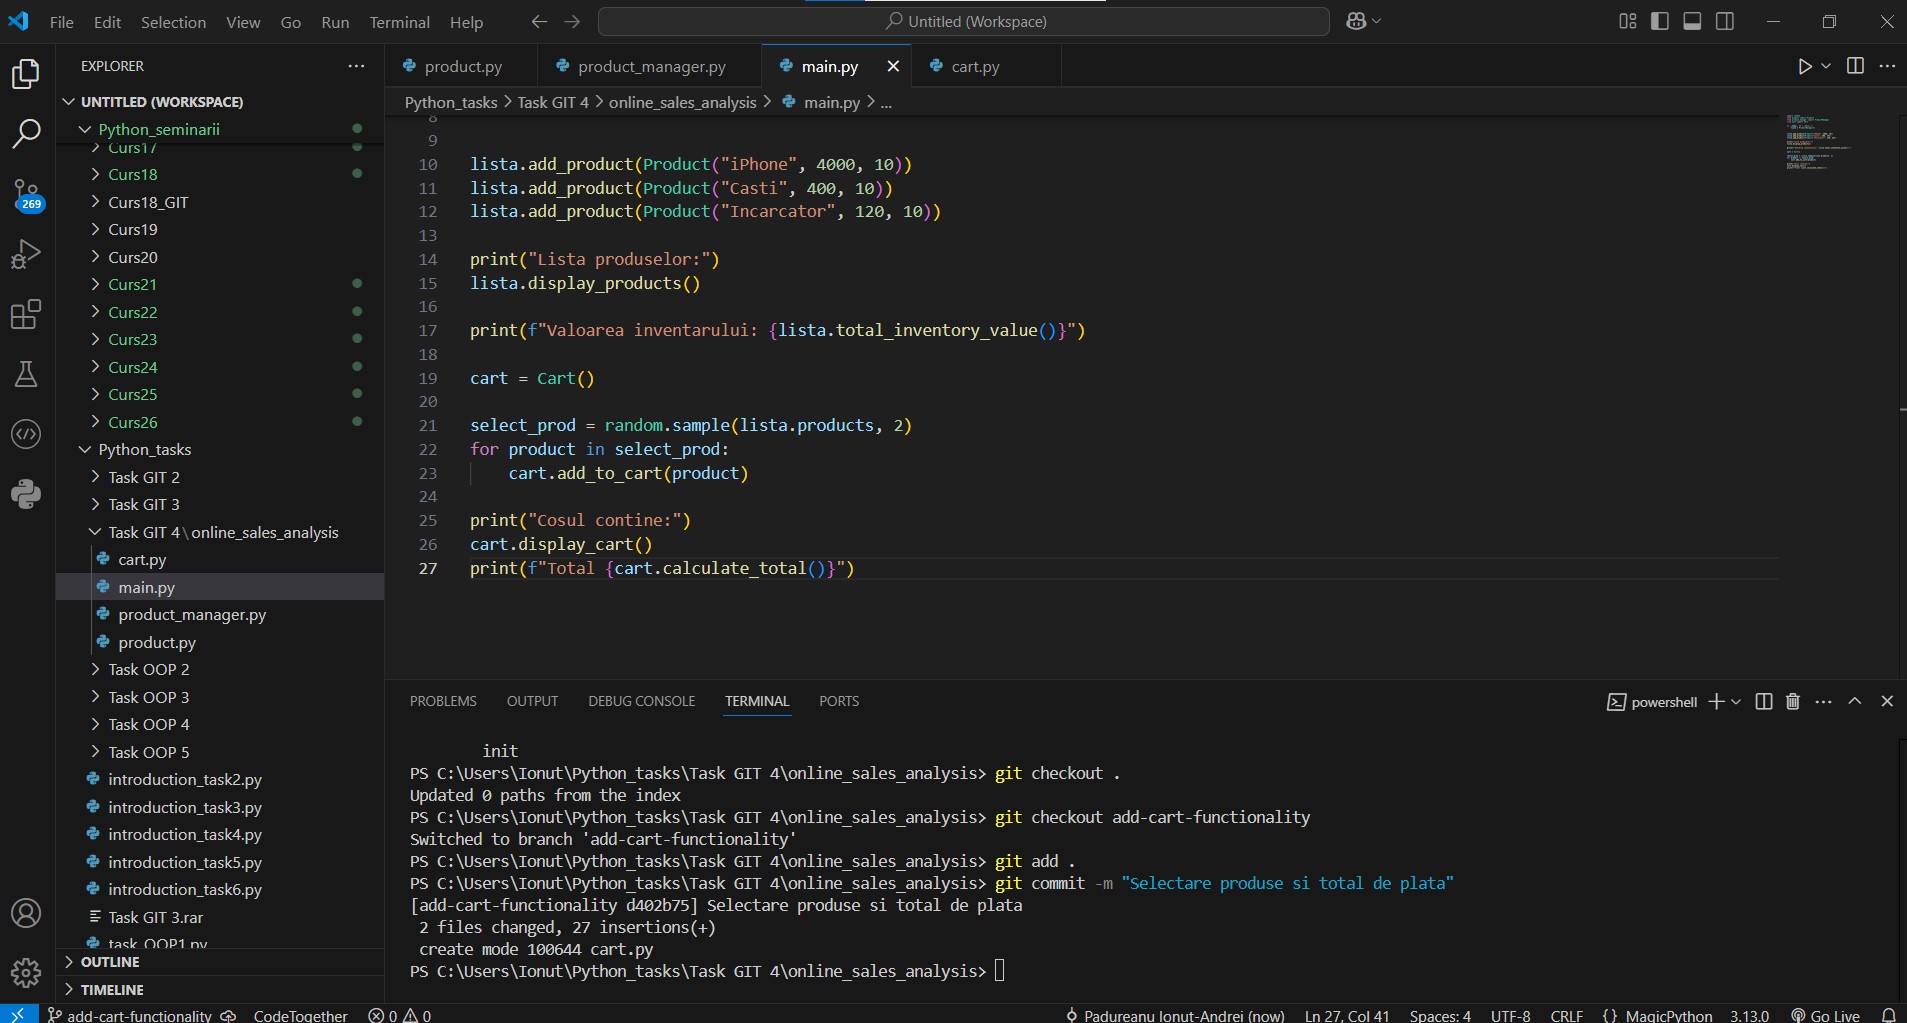 File Edit Selection View Go Run Terminal Help
Untitled (Workspace)
EXPLORER
UNTITLED (WORKSPACE)
Python_seminarii
Curs17
Curs18
Curs18_GIT
Curs19
Curs20
Curs21
Curs22
Curs23
Curs24
Curs25
Curs26
Python_tasks
Task GIT 2
Task GIT 3
Task GIT 4\online_sales_analysis
cart.py
main.py
product_manager.py
product.py
Task OOP 2
Task OOP 3
Task OOP 4
Task OOP 5
introduction_task2.py
introduction_task3.py
introduction_task4.py
introduction_task5.py
introduction_task6.py
Task GIT 3.rar
task_OOP1.py
OUTLINE
TIMELINE
269
product.py product_manager.py main.py cart.py
Python_tasks > Task GIT 4 > online_sales_analysis > main.py > ...
8
9
10 lista.add_product(Product("iPhone", 4000, 10))
11 lista.add_product(Product("Casti", 400, 10))
12 lista.add_product(Product("Incarcator", 120, 10))
13
14 print("Lista produselor:")
15 lista.display_products()
16
17 print(f"Valoarea inventarului: {lista.total_inventory_value()}")
18
19 cart = Cart()
20
21 select_prod = random.sample(lista.products, 2)
22 for product in select_prod:
23     cart.add_to_cart(product)
24
25 print("Cosul contine:")
26 cart.display_cart()
27 print(f"Total {cart.calculate_total()}")
PROBLEMS OUTPUT DEBUG CONSOLE TERMINAL PORTS
powershell
init
PS C:\Users\Ionut\Python_tasks\Task GIT 4\online_sales_analysis> git checkout .
Updated 0 paths from the index
PS C:\Users\Ionut\Python_tasks\Task GIT 4\online_sales_analysis> git checkout add-cart-functionality
Switched to branch 'add-cart-functionality'
PS C:\Users\Ionut\Python_tasks\Task GIT 4\online_sales_analysis> git add .
PS C:\Users\Ionut\Python_tasks\Task GIT 4\online_sales_analysis> git commit -m "Selectare produse si total de plata"
[add-cart-functionality d402b75] Selectare produse si total de plata
2 files changed, 27 insertions(+)
create mode 100644 cart.py
PS C:\Users\Ionut\Python_tasks\Task GIT 4\online_sales_analysis>
add-cart-functionality CodeTogether 0 0 Padureanu Ionut-Andrei (now) Ln 27, Col 41 Spaces: 4 UTF-8 CRLF {} MagicPython 3.13.0 Go Live